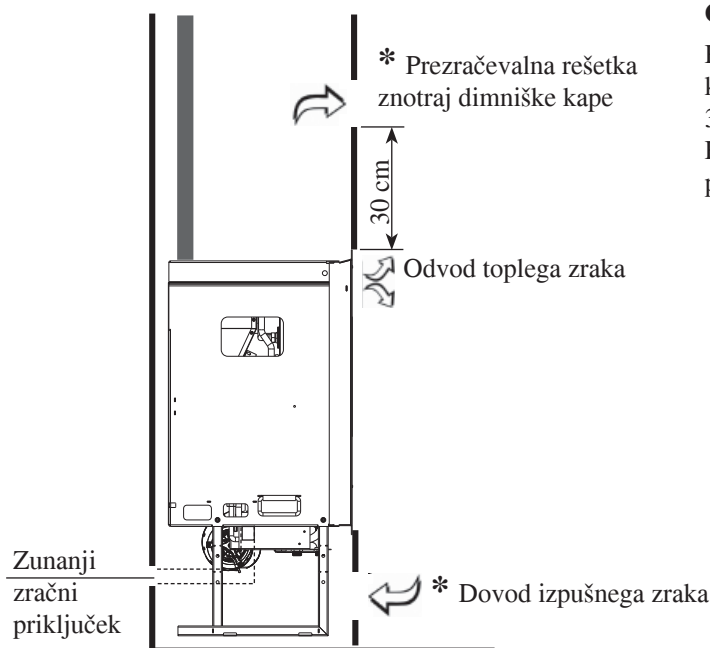 * Prezračevalna rešetka
znotraj dimniške kape
30 cm
Odvod toplega zraka
Zunanji
zračni
priključek
* Dovod izpušnega zraka